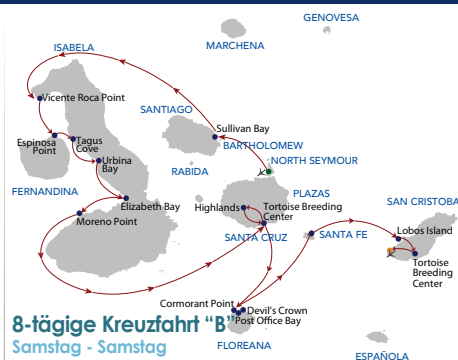 GENOVESA
MARCHENA
ISABELA
Vicente Roca Point
SANTIAGO
Sullivan Bay
BARTHOLOMEW
Espinosa
Point
Tagus
Cove
Urbina
Bay
NORTH SEYMOUR
RABIDA
FERNANDINA
PLAZAS
Elizabeth Bay
Highlands
Tortoise Breeding
Center
SAN CRISTOBA
Moreno Point
SANTA CRUZ
SANTA FE
Lobos Island
Tortoise
Breeding
Center
Cormorant Point
Devil's Crown
Post Office Bay
8-tägige Kreuzfahrt "B"
Samstag - Samstag
FLOREANA
ESPAÑOLA